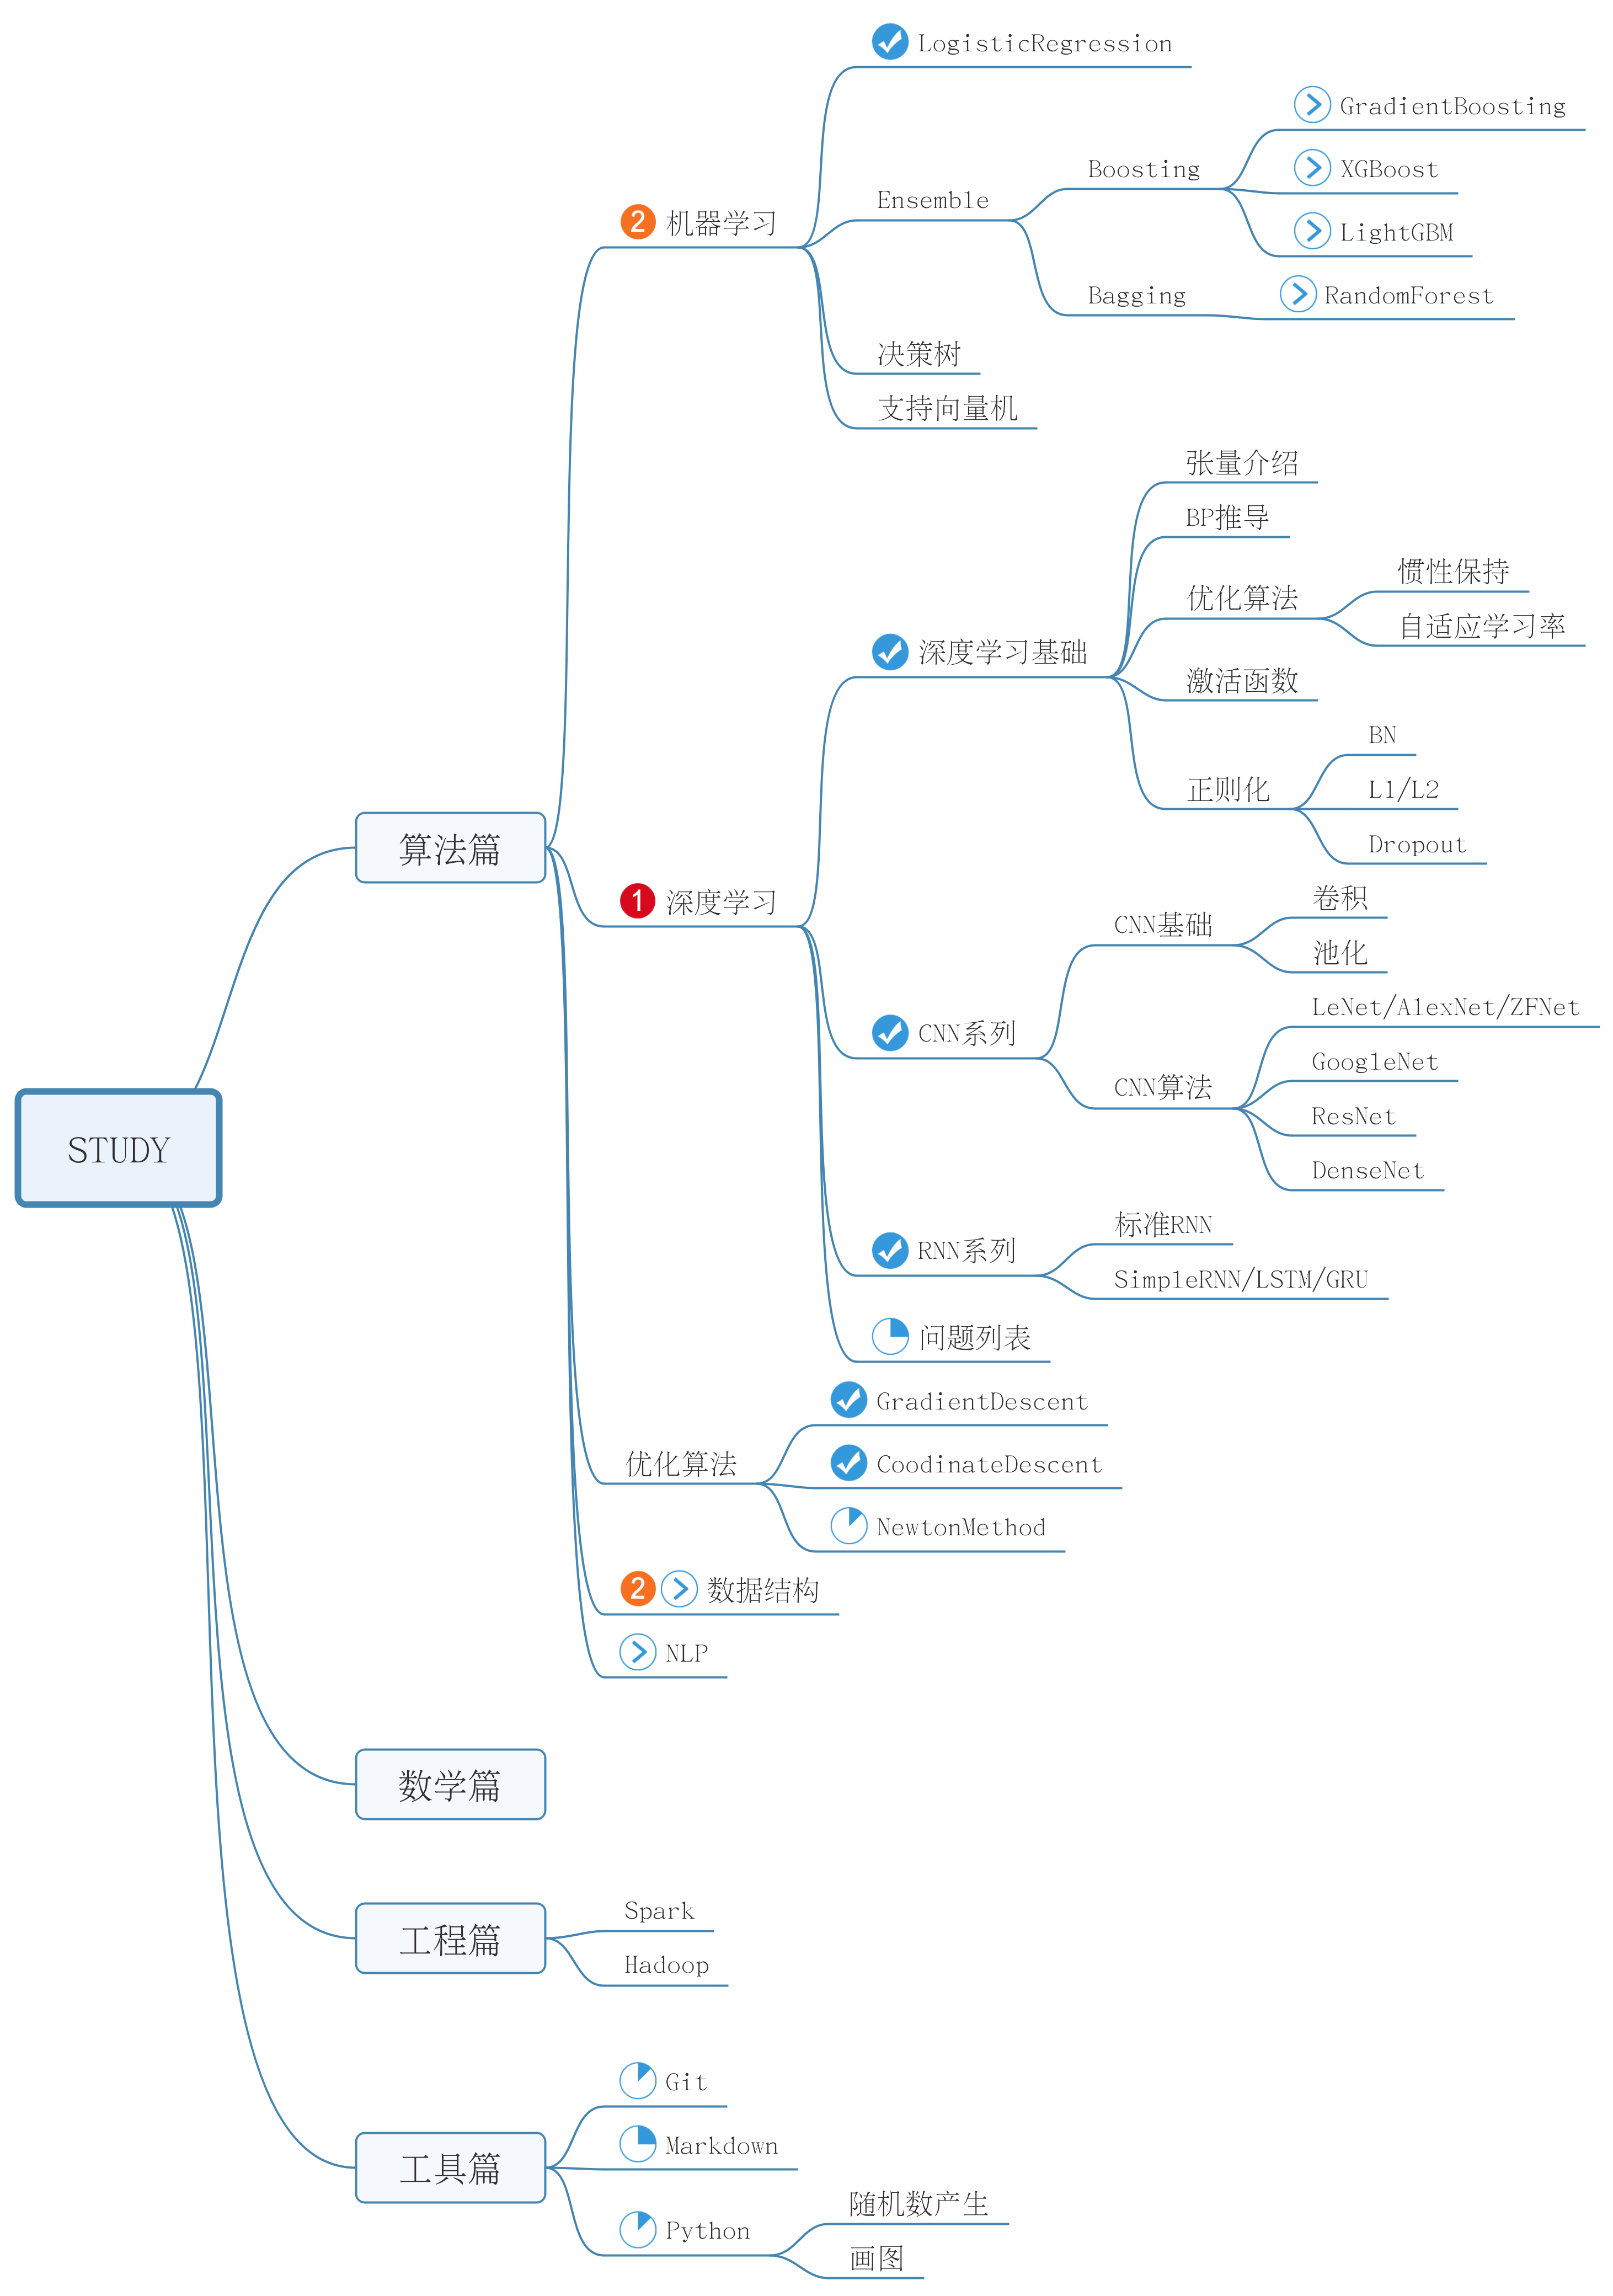 STUDY
算法篇
2 机器学习
LogisticRegression
Ensemble
Boosting
GradientBoosting
XGBoost
LightGBM
Bagging
RandomForest
决策树
支持向量机
1 深度学习
深度学习基础
张量介绍
BP推导
优化算法
惯性保持
自适应学习率
激活函数
正则化
BN
L1/L2
Dropout
CNN系列
CNN基础
卷积
池化
CNN算法
LeNet/AlexNet/ZFNet
GoogleNet
ResNet
DenseNet
RNN系列
标准RNN
SimpleRNN/LSTM/GRU
问题列表
优化算法
GradientDescent
CoodinateDescent
NewtonMethod
2 数据结构
NLP
数学篇
工程篇
Spark
Hadoop
工具篇
Git
Markdown
Python
随机数产生
画图